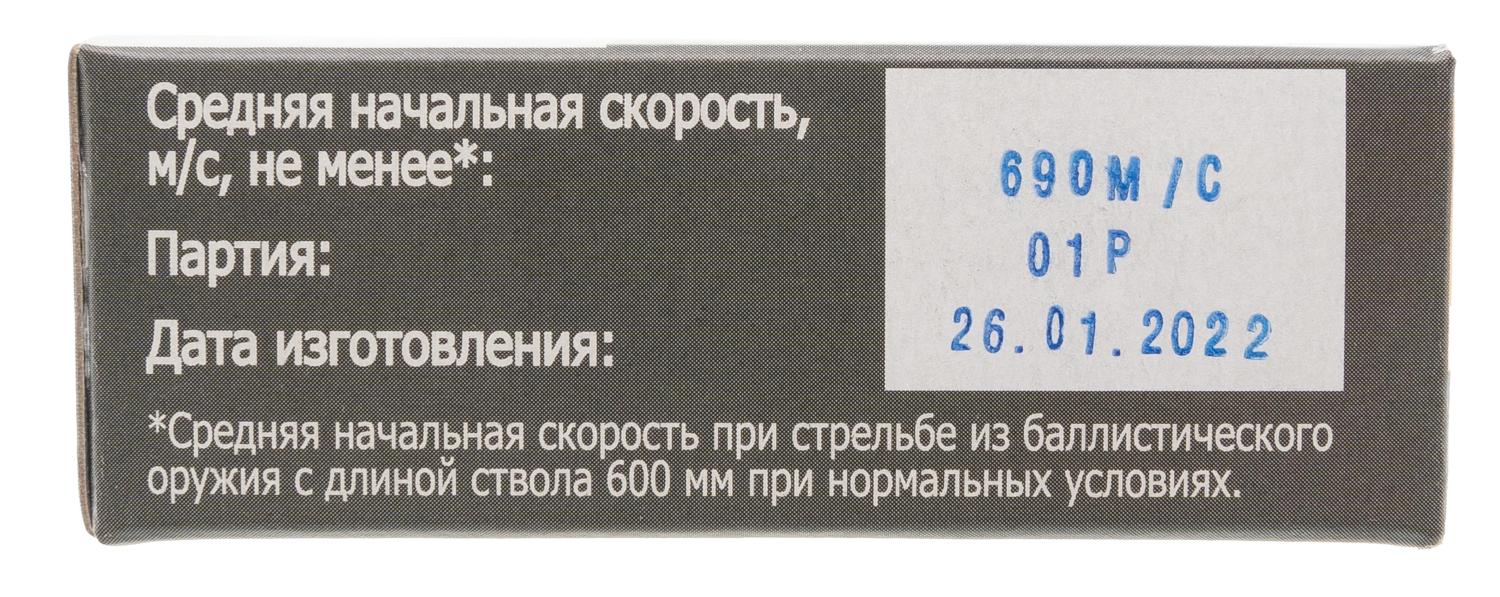 Средняя начальная скорость,
м/с, не менее*:
690М/С
Партия:
01Р
Дата изготовления:
26.01.2022
*Средняя начальная скорость при стрельбе из баллистического
оружия с длиной ствола 600 мм при нормальных условиях.